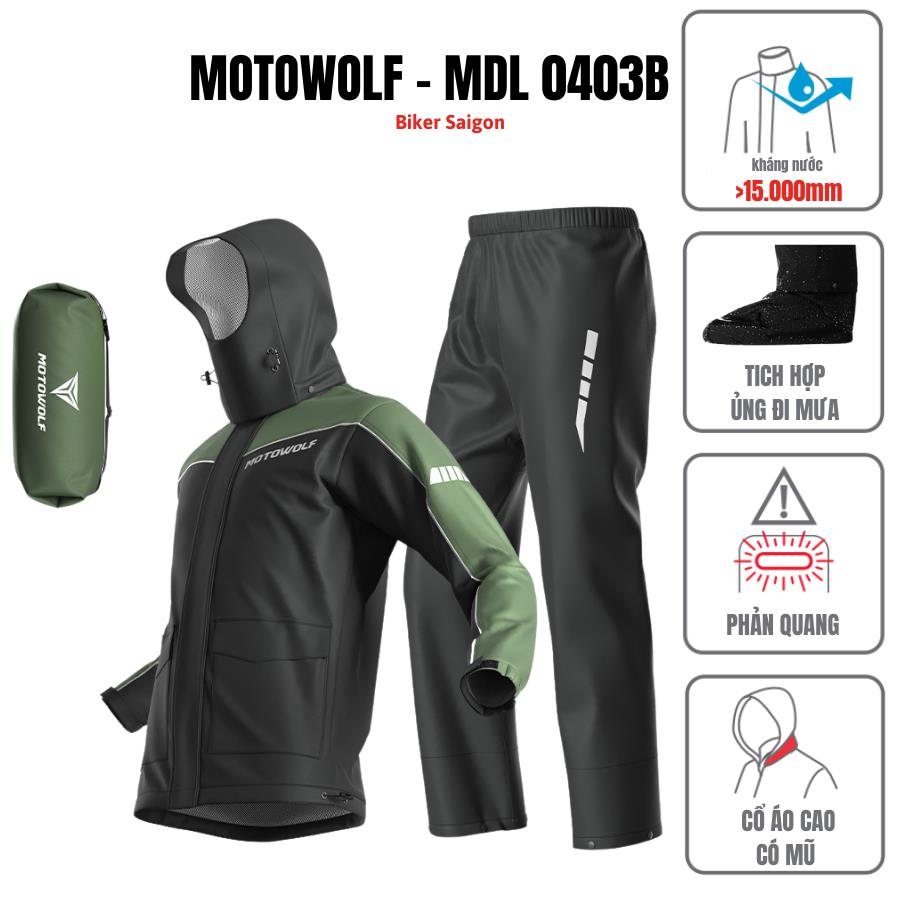 MOTOWOLF - MDL 0403B
Biker Saigon
kháng nước
>15.000mm
MOTOWOLF
MOTOWOLF
TICH HỢP
ỦNG ĐI MƯA
PHẢN QUANG
CỔ ÁO CAO
CÓ MŨ